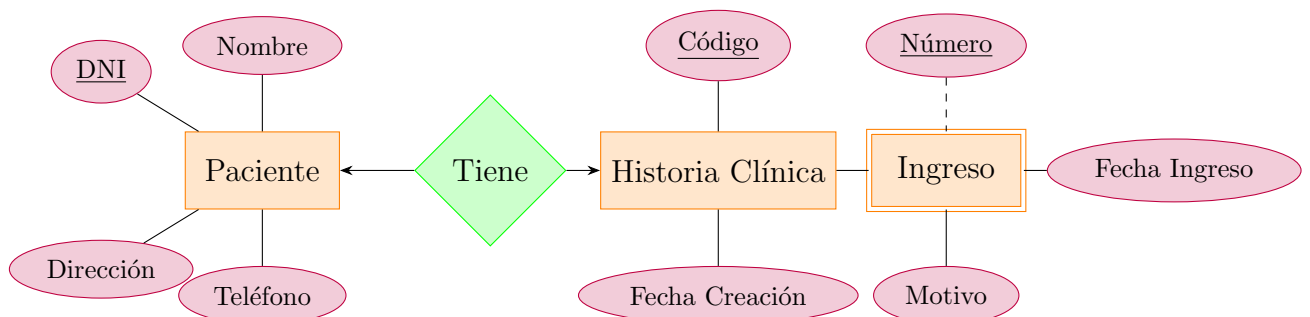 Nombre
DNI
Código
Número
Paciente
Tiene
Historia Clínica
Ingreso
Fecha Ingreso
Dirección
Teléfono
Fecha Creación
Motivo